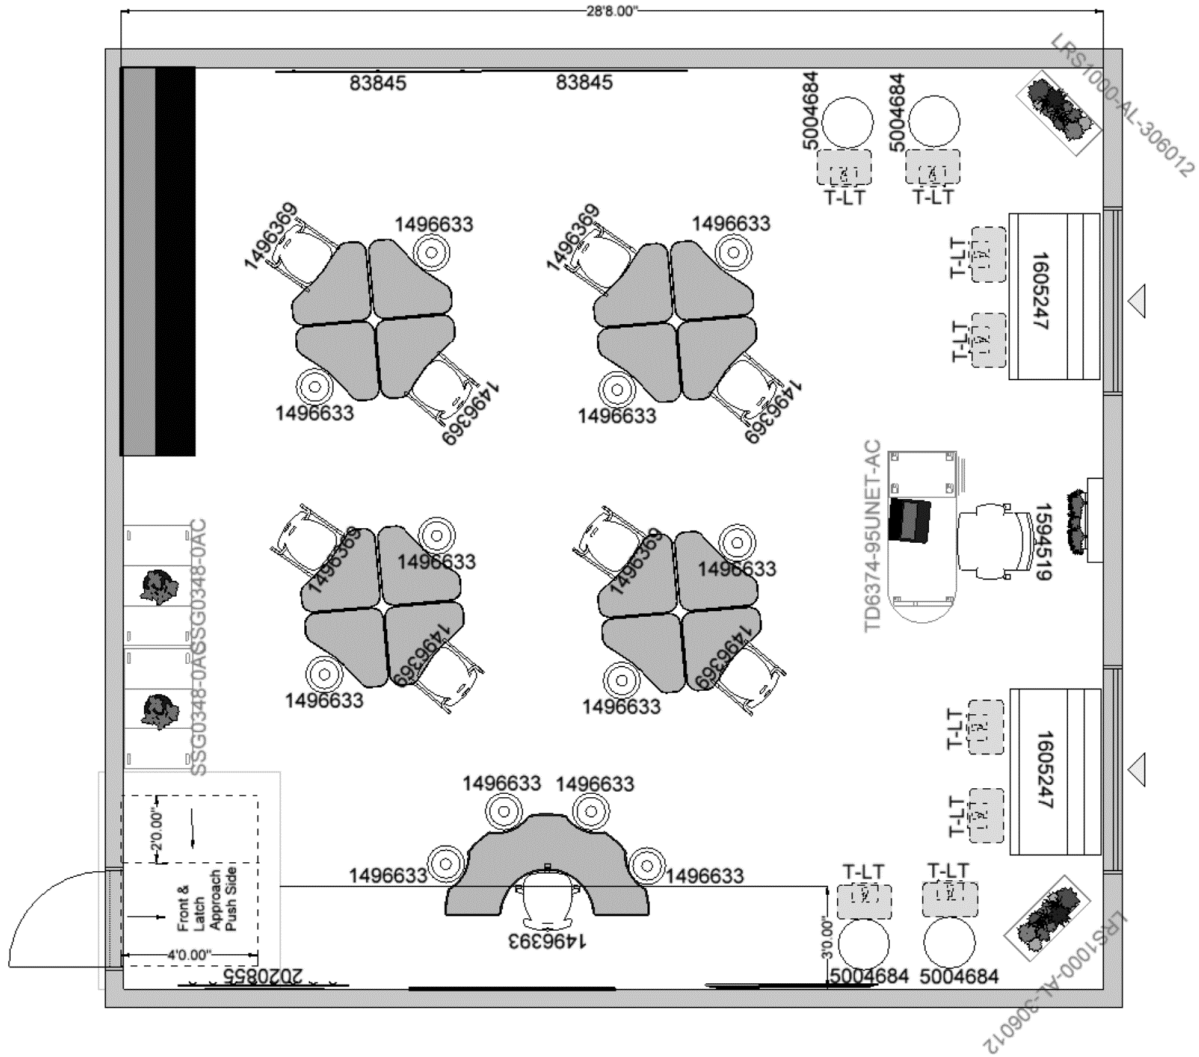 28'8.00"
83845
83845
5004684
5004684
LRS1000-AL-306012
T-LT
T-LT
1496369
1496633
1496369
1496633
T-LT
1605247
T-LT
1496633
1496369
1496633
1496369
TD6374-95UNET-AC
1594519
1496369
1496633
1496369
1496633
SSG0348-0AC
SSG0348-0AC
1496633
1496369
1496633
1496369
T-LT
1605247
T-LT
1496633
1496633
2'0.00"
Front &
Latch
Approach
Push Side
1496633
1496633
T-LT
T-LT
1496393
4'0.00"
3'0.00"
2020855
5004684
5004684
LRS1000-AL-306012